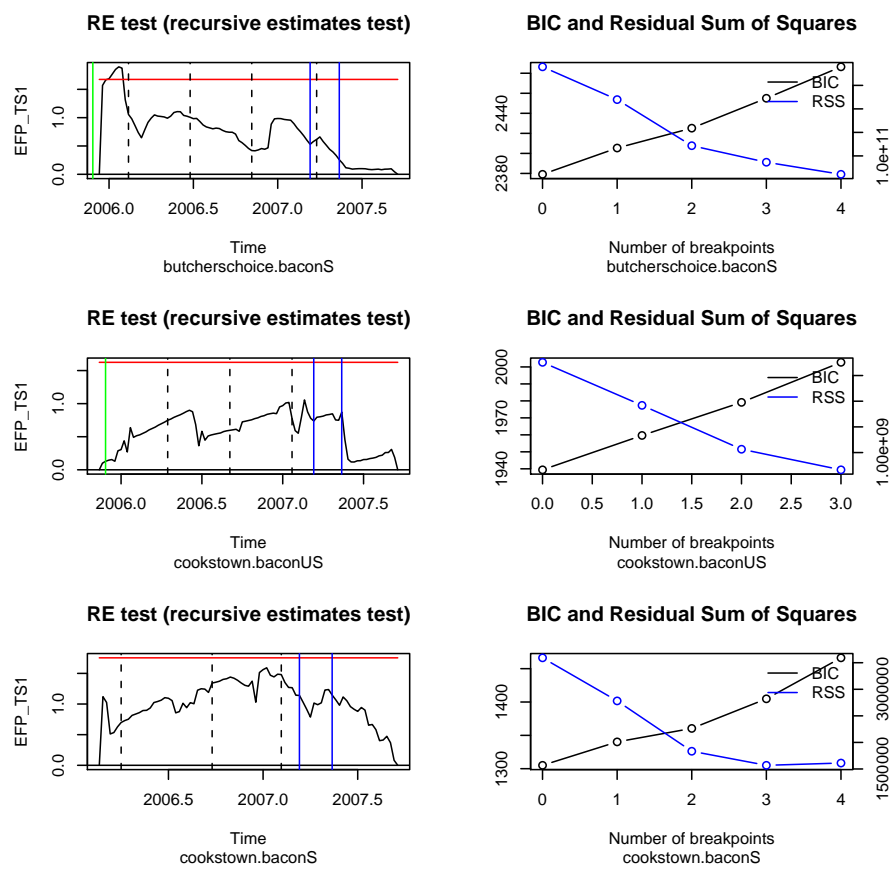 RE test (recursive estimates test)
EFP_TS1
0.0 1.0
2006.0 2006.5 2007.0 2007.5
Time
butcherschoice.baconS
BIC and Residual Sum of Squares
2380 2440
1.0e+11
BIC
RSS
0 1 2 3 4
Number of breakpoints
butcherschoice.baconS
RE test (recursive estimates test)
EFP_TS1
0.0 1.0
2006.0 2006.5 2007.0 2007.5
Time
cookstown.baconUS
BIC and Residual Sum of Squares
1940 1970 2000
1.00e+09
BIC
RSS
0.0 0.5 1.0 1.5 2.0 2.5 3.0
Number of breakpoints
cookstown.baconUS
RE test (recursive estimates test)
EFP_TS1
0.0 1.0
2006.5 2007.0 2007.5
Time
cookstown.baconS
BIC and Residual Sum of Squares
1300 1400
1500000 3000000
BIC
RSS
0 1 2 3 4
Number of breakpoints
cookstown.baconS